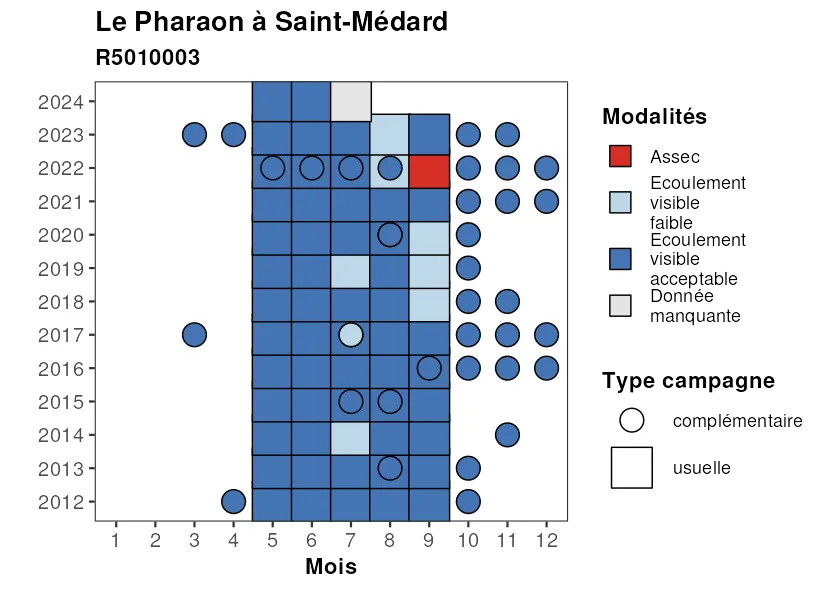 Le Pharaon à Saint-Médard
R5010003
2024
2023
2022
2021
2020
2019
2018
2017
2016
2015
2014
2013
2012
1 2 3 4 5 6 7 8 9 10 11 12
Mois
Modalités
Assec
Ecoulement
visible
faible
Ecoulement
visible
acceptable
Donnée
manquante
Type campagne
complémentaire
usuelle